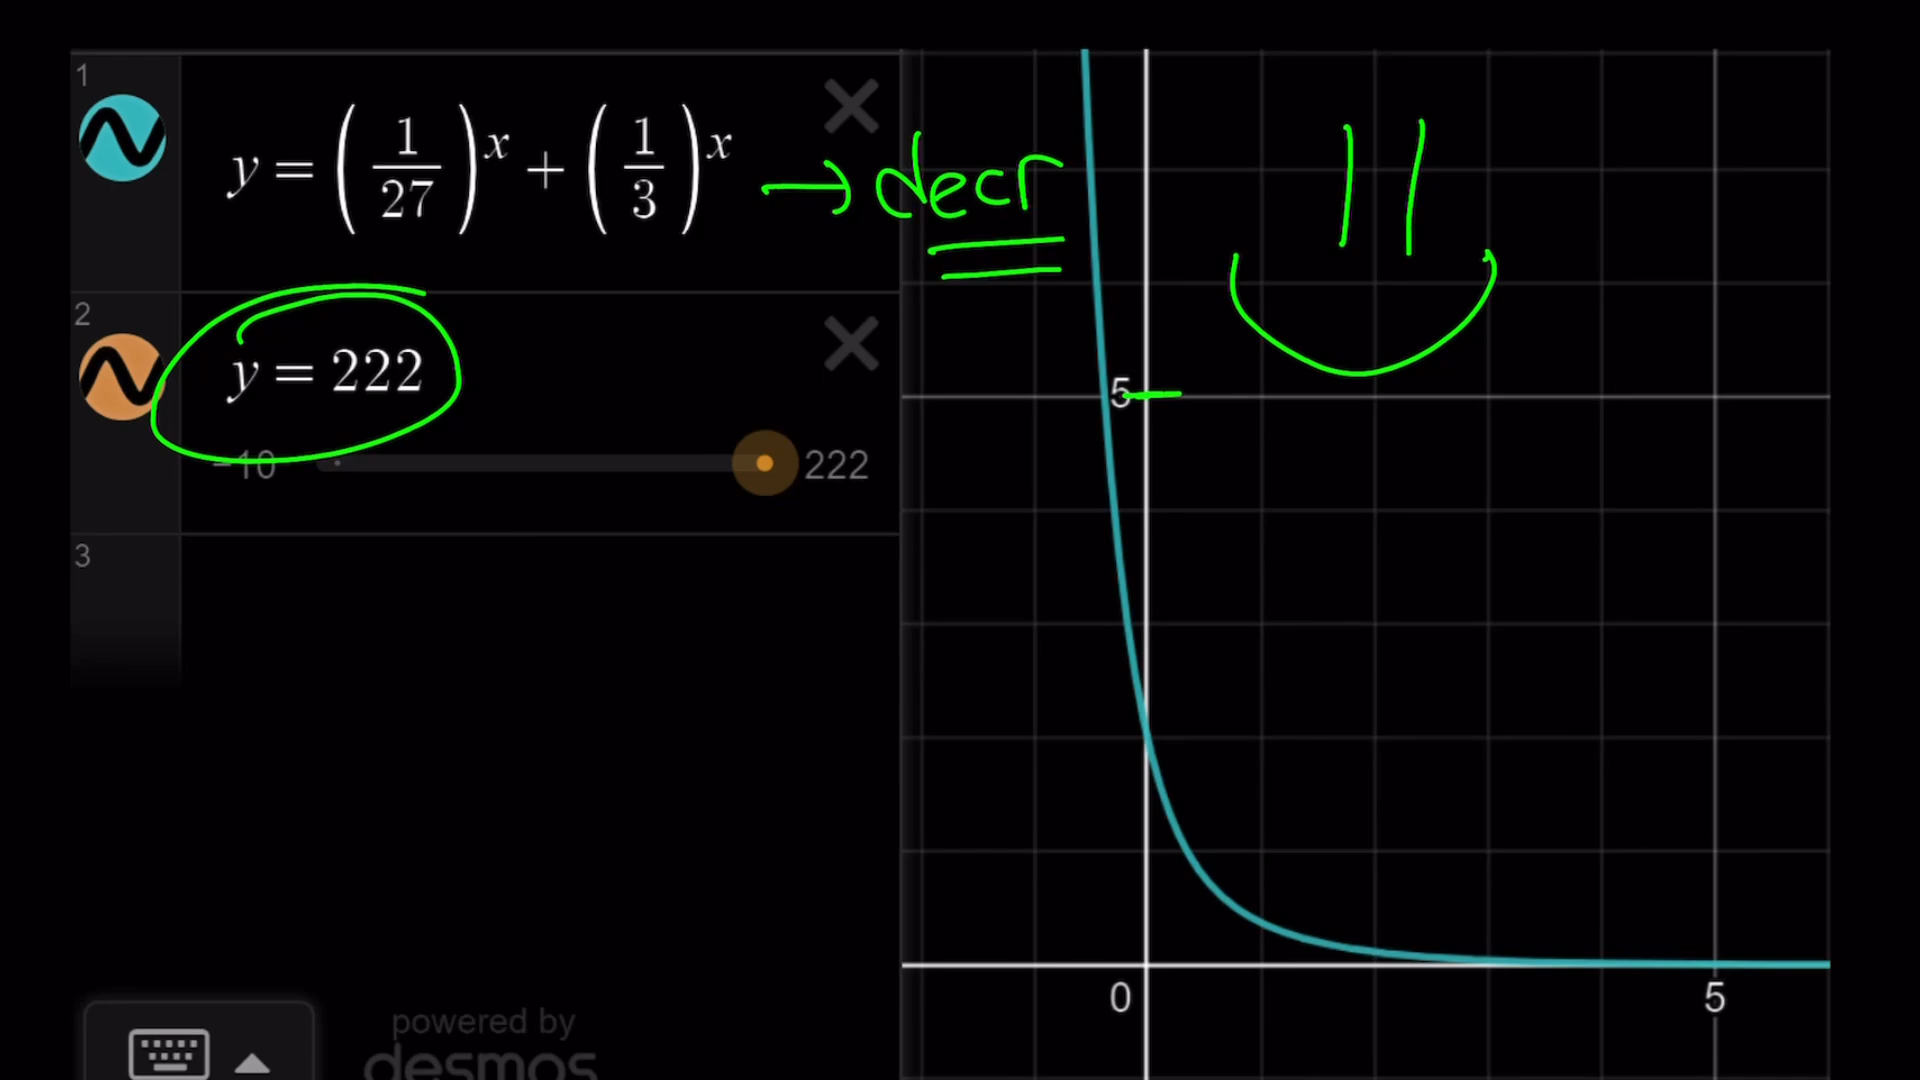 1
y = (1/27)^x + (1/3)^x → decr
2
y = 222
-10
222
3
5
0
5
powered by
desmos